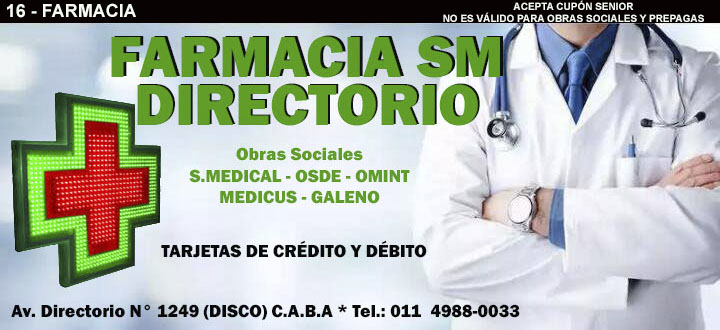 16 - FARMACIA
ACEPTA CUPÓN SENIOR
NO ES VÁLIDO PARA OBRAS SOCIALES Y PREPAGAS
FARMACIA SM
DIRECTORIO
Obras Sociales
S.MEDICAL - OSDE - OMINT
MEDICUS - GALENO
TARJETAS DE CRÉDITO Y DÉBITO
Av. Directorio N° 1249 (DISCO) C.A.B.A * Tel.: 011 4988-0033